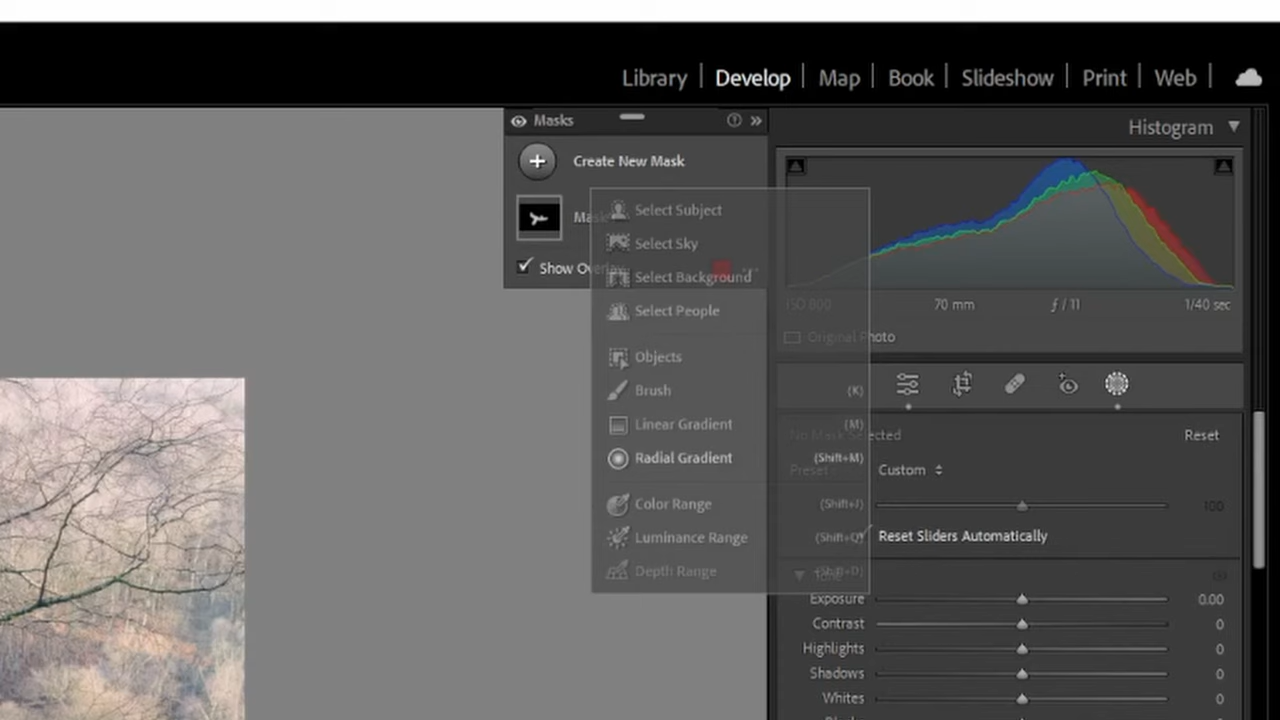 Library | Develop | Map | Book | Slideshow | Print | Web |
Masks
Histogram
Create New Mask
Select Subject
Select Sky
Show
Select Background
Select People
ISO 800 70 mm ƒ / 11 1/40 sec
Original Photo
Objects
Brush (K)
Linear Gradient (M)
Radial Gradient (Shift+M)
Color Range (Shift+J)
Luminance Range (Shift+Q)
Depth Range (Shift+D)
No Mask Selected Reset
Preset: Custom
100
Reset Sliders Automatically
Tone
Exposure 0.00
Contrast 0
Highlights 0
Shadows 0
Whites 0